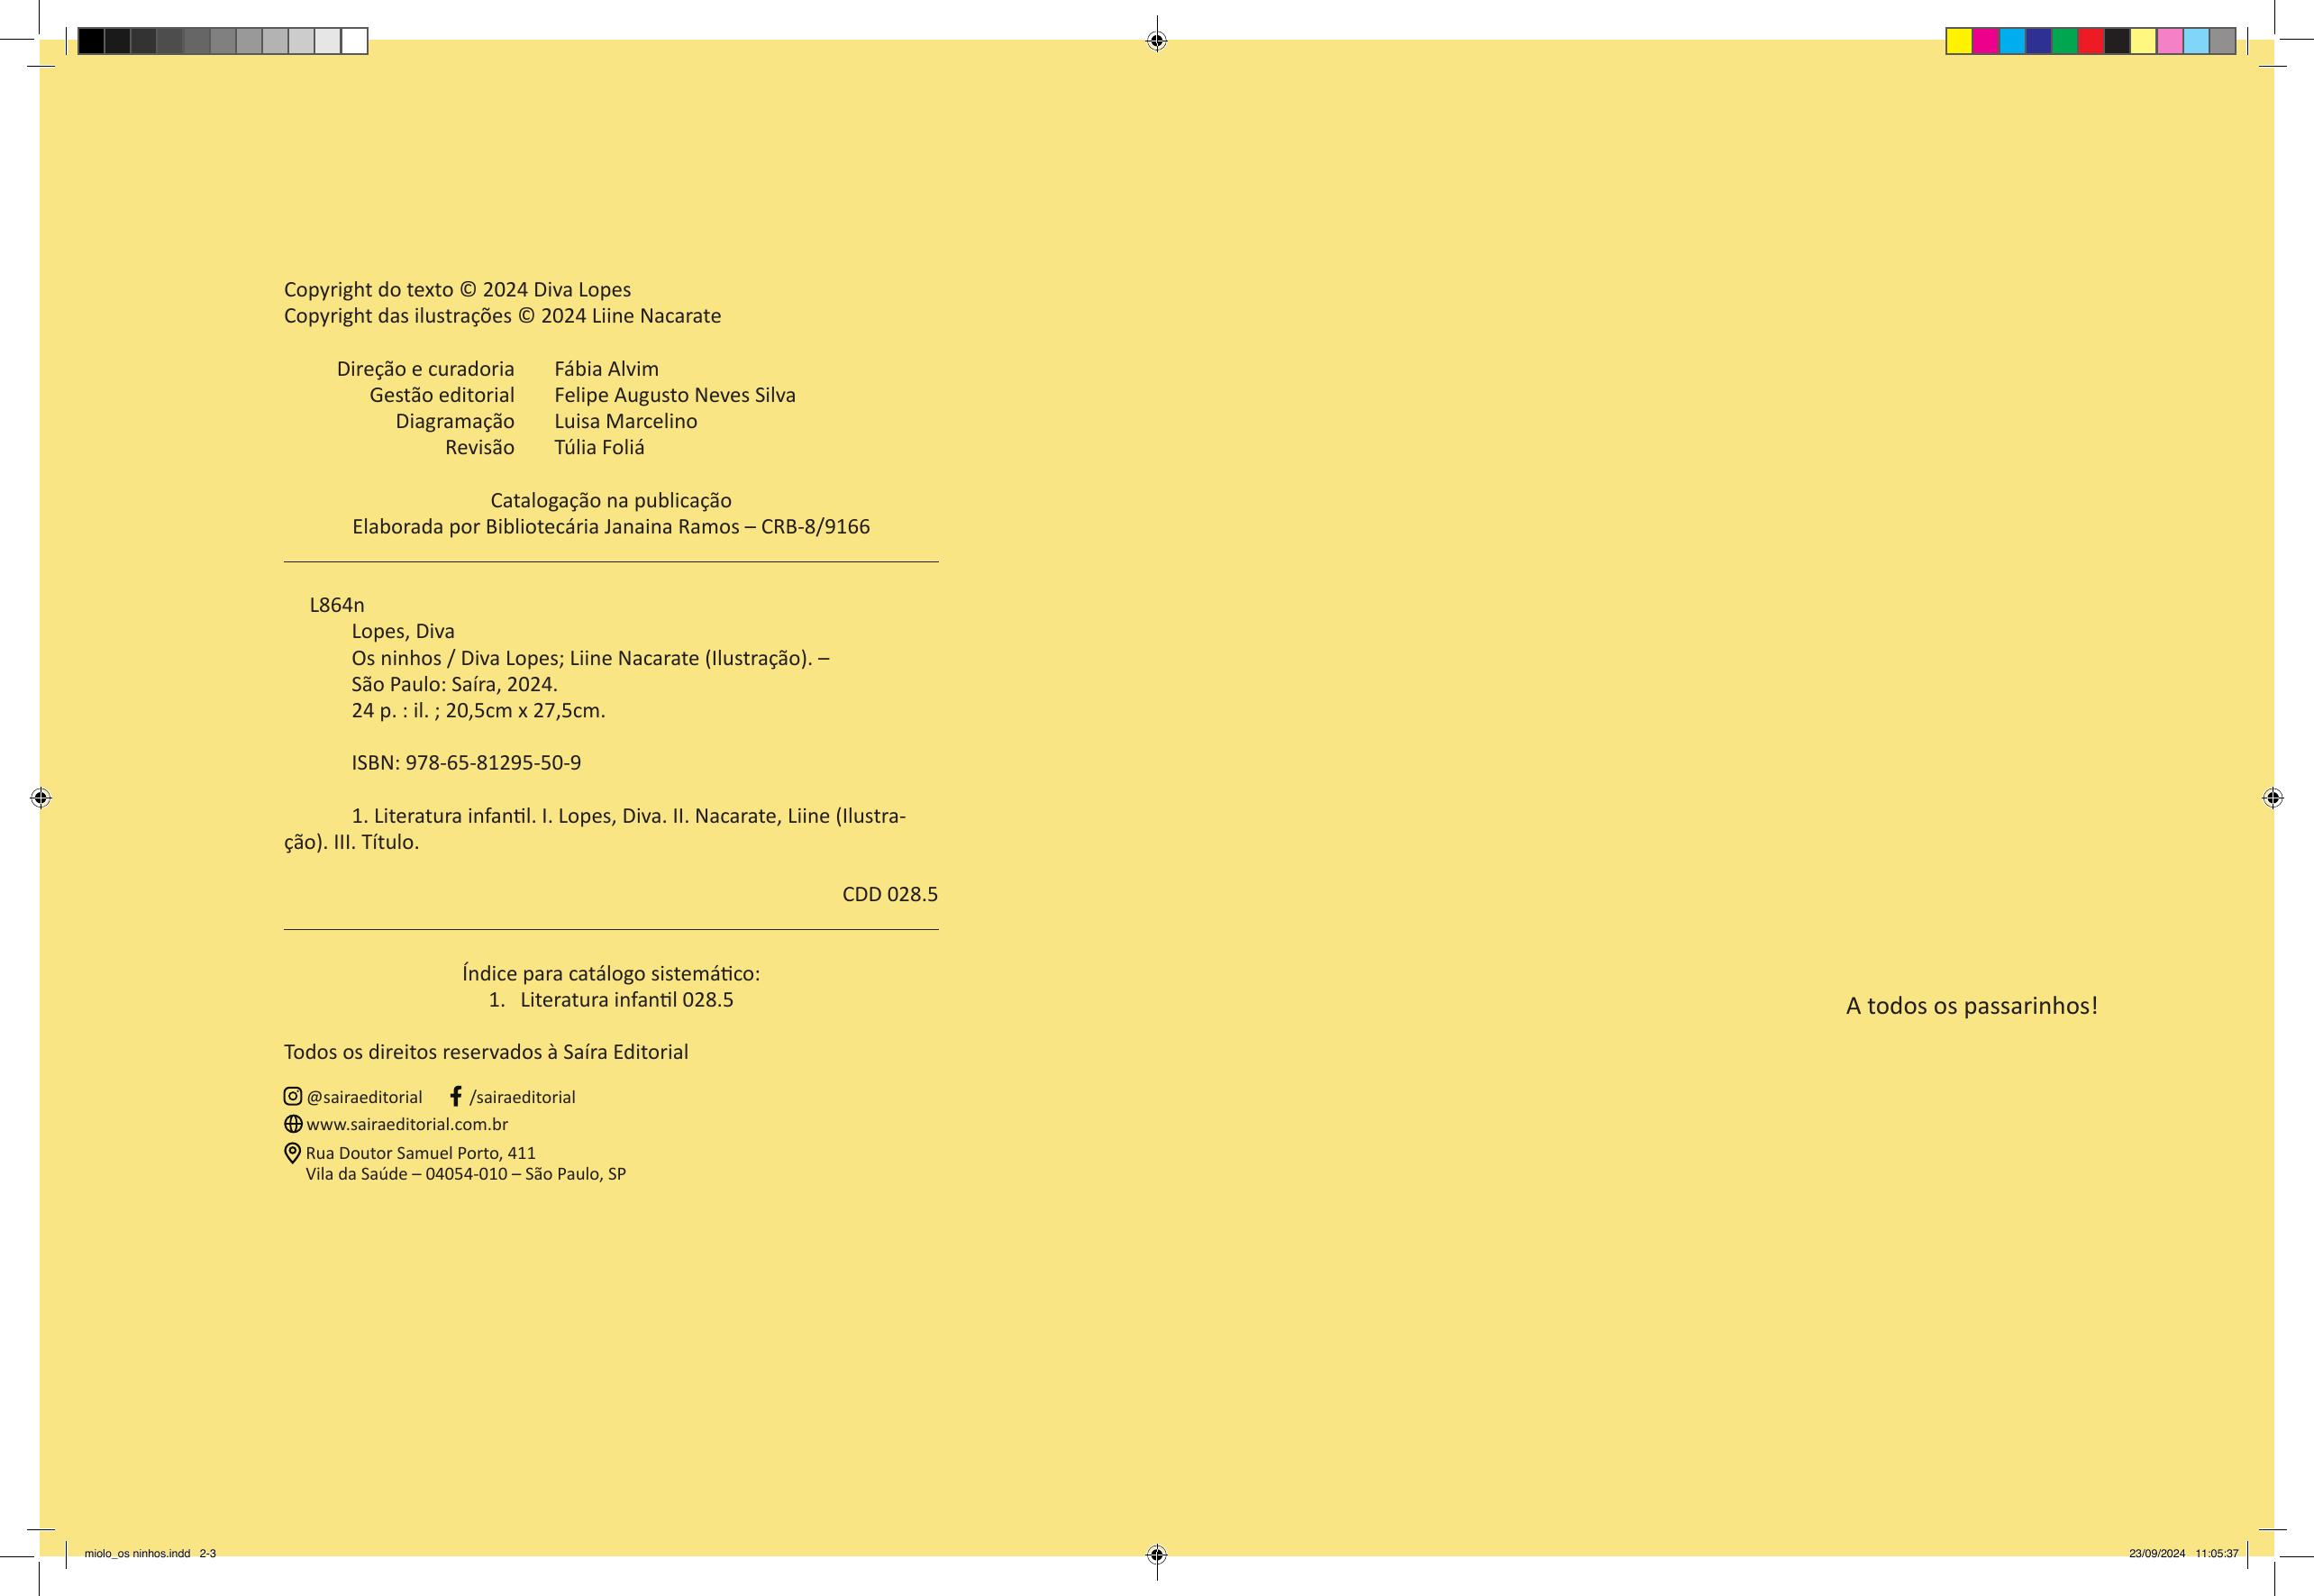 Copyright do texto © 2024 Diva Lopes
Copyright das ilustrações © 2024 Liine Nacarate
Direção e curadoria Fábia Alvim
Gestão editorial Felipe Augusto Neves Silva
Diagramação Luisa Marcelino
Revisão Túlia Foliá
Catalogação na publicação
Elaborada por Bibliotecária Janaina Ramos – CRB-8/9166
L864n
Lopes, Diva
Os ninhos / Diva Lopes; Liine Nacarate (Ilustração). –
São Paulo: Saíra, 2024.
24 p. : il. ; 20,5cm x 27,5cm.
ISBN: 978-65-81295-50-9
1. Literatura infantil. I. Lopes, Diva. II. Nacarate, Liine (Ilustra-
ção). III. Título.
CDD 028.5
Índice para catálogo sistemático:
1. Literatura infantil 028.5
Todos os direitos reservados à Saíra Editorial
@sairaeditorial /sairaeditorial
www.sairaeditorial.com.br
Rua Doutor Samuel Porto, 411
Vila da Saúde – 04054-010 – São Paulo, SP
A todos os passarinhos!
miolo_os ninhos.indd 2-3
23/09/2024 11:05:37